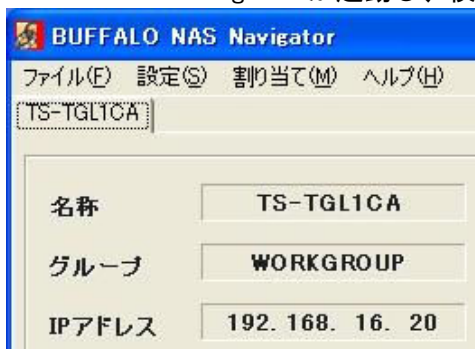 BUFFALO NAS Navigator
ファイル(F) 設定(S) 割り当て(M) ヘルプ(H)
TS-TGL1CA
名称 TS-TGL1CA
グループ WORKGROUP
IPアドレス 192. 168. 16. 20